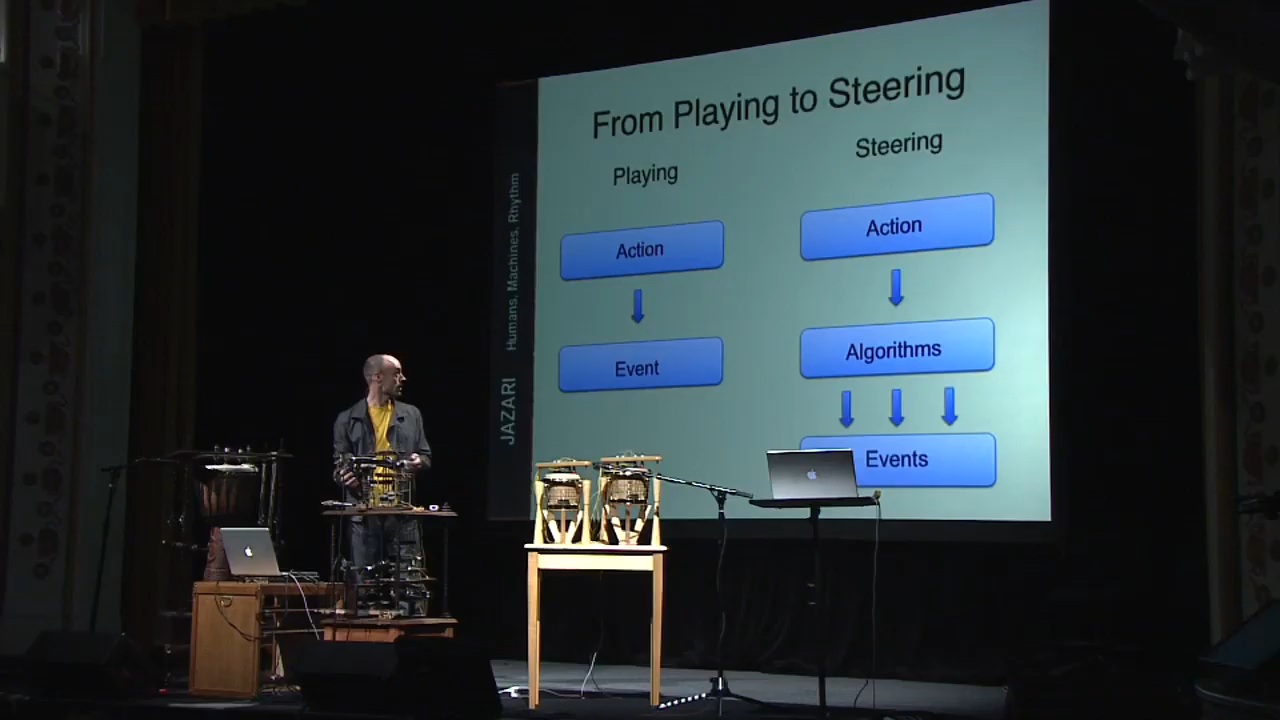 From Playing to Steering
Playing
Action
Event
Steering
Action
Algorithms
Events
JAZARI Humans, Machines, Rhythm